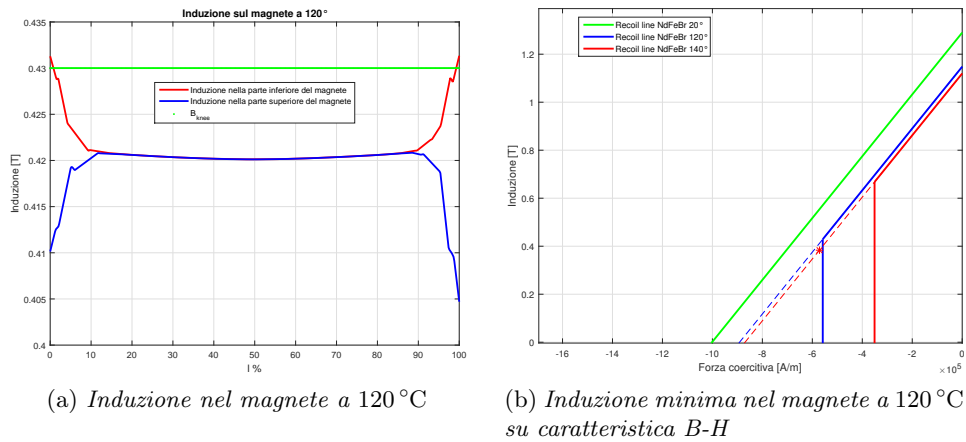 Induzione sul magnete a 120°
0.435
0.43
0.425
0.42
0.415
0.41
0.405
0.4
Induzione [T]
Induzione nella parte inferiore del magnete
Induzione nella parte superiore del magnete
B knee
0
10
20
30
40
50
60
70
80
90
100
l %
(a) Induzione nel magnete a 120 °C
Recoil line NdFeBr 20°
Recoil line NdFeBr 120°
Recoil line NdFeBr 140°
1.2
1
0.8
0.6
0.4
0.2
0
Induzione [T]
-16
-14
-12
-10
-8
-6
-4
-2
0
Forza coercitiva [A/m]
× 10⁵
(b) Induzione minima nel magnete a 120 °C
su caratteristica B-H